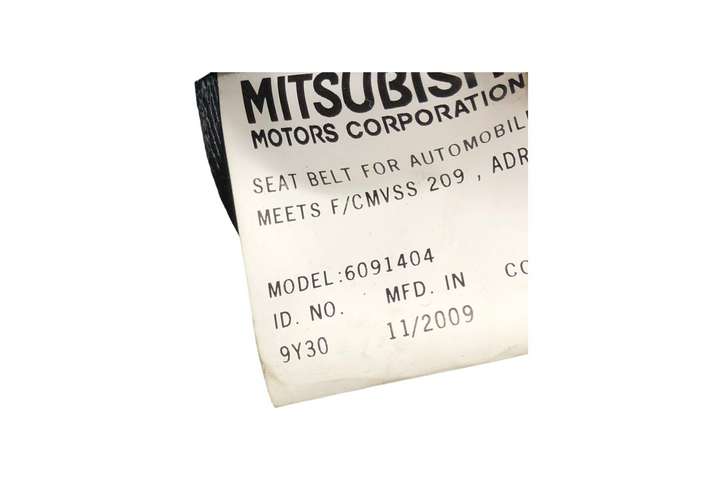 MITSUBISHI
MOTORS CORPORATION
SEAT BELT FOR AUTOMOBIL
MEETS F/CMVSS 209 , ADR
MODEL:6091404
ID. NO. MFD. IN CO
9Y30 11/2009